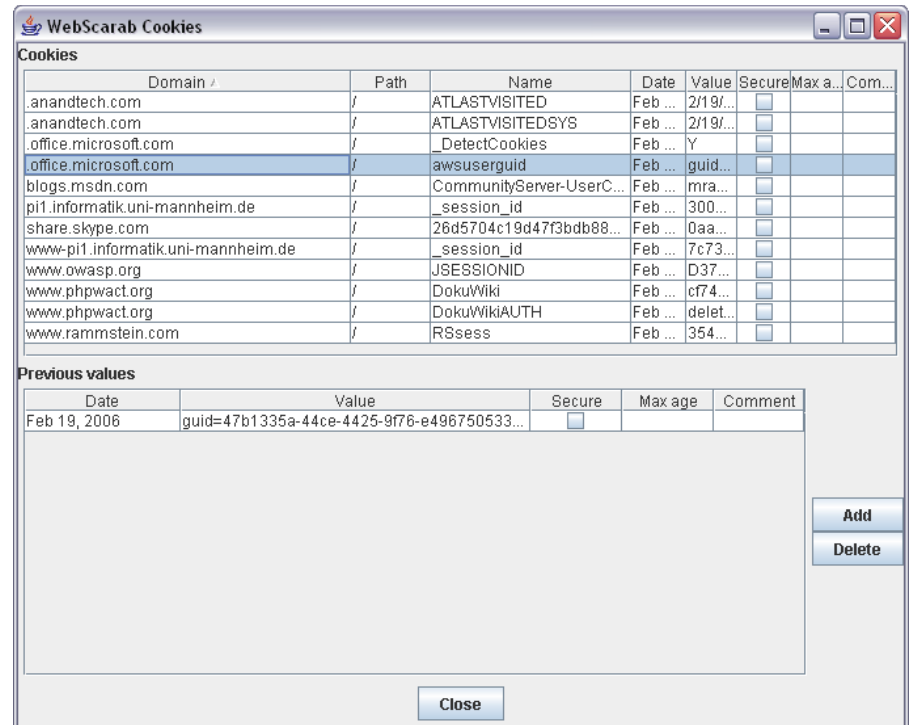 WebScarab Cookies
Cookies
Domain Path Name Date Value Secure Max a... Com...
.anandtech.com / ATLASTVISITED Feb ... 2/19/...
.anandtech.com / ATLASTVISITEDSYS Feb ... 2/19/...
.office.microsoft.com / _DetectCookies Feb ... Y
.office.microsoft.com / awsuserguid Feb ... guid...
blogs.msdn.com / CommunityServer-UserC... Feb ... mra...
pi1.informatik.uni-mannheim.de / _session_id Feb ... 300...
share.skype.com / 26d5704c19d47f3bdb88... Feb ... 0aa...
www-pi1.informatik.uni-mannheim.de / _session_id Feb ... 7c73...
www.owasp.org / JSESSIONID Feb ... D37...
www.phpwact.org / DokuWiki Feb ... cf74...
www.phpwact.org / DokuWikiAUTH Feb ... delet...
www.rammstein.com / RSsess Feb ... 354...
Previous values
Date Value Secure Max age Comment
Feb 19, 2006 guid=47b1335a-44ce-4425-9f76-e496750533...
Add
Delete
Close